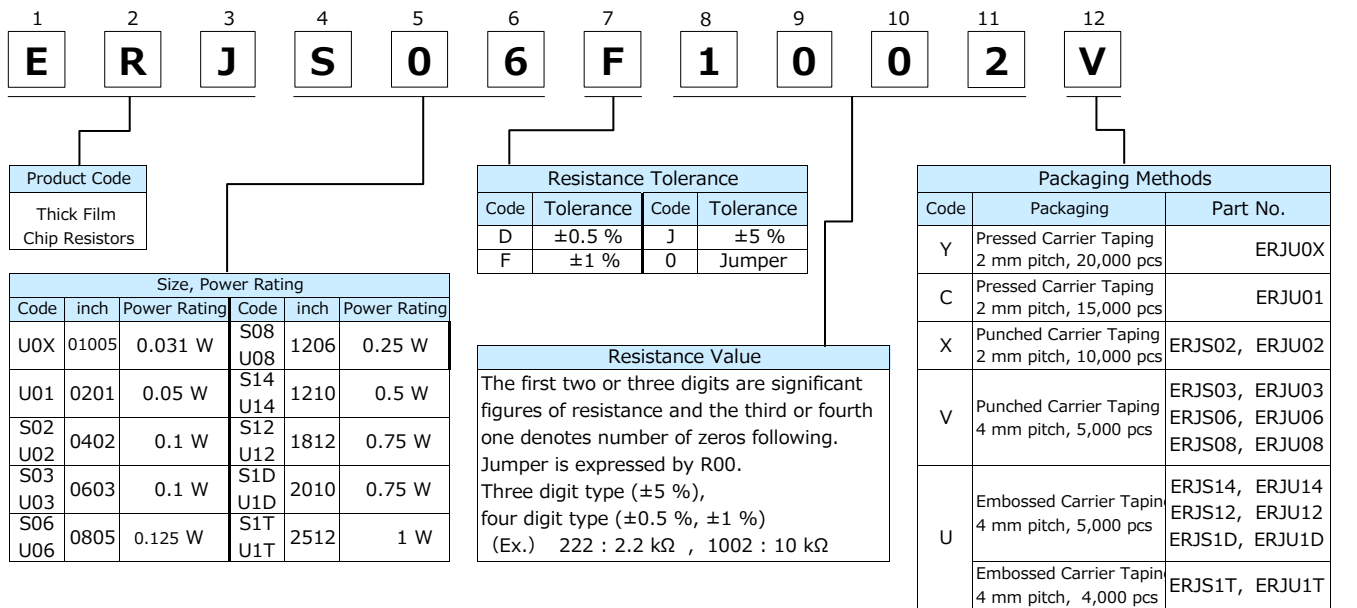 1 2 3 4 5 6 7 8 9 10 11 12
E R J S 0 6 F 1 0 0 2 V
Product Code
Thick Film
Chip Resistors
Size, Power Rating
Code inch Power Rating Code inch Power Rating
U0X 01005 0.031 W S08 U08 1206 0.25 W
U01 0201 0.05 W S14 U14 1210 0.5 W
S02 U02 0402 0.1 W S12 U12 1812 0.75 W
S03 U03 0603 0.1 W S1D U1D 2010 0.75 W
S06 U06 0805 0.125 W S1T U1T 2512 1 W
Resistance Tolerance
Code Tolerance Code Tolerance
D ±0.5 % J ±5 %
F ±1 % 0 Jumper
Resistance Value
The first two or three digits are significant
figures of resistance and the third or fourth
one denotes number of zeros following.
Jumper is expressed by R00.
Three digit type (±5 %),
four digit type (±0.5 %, ±1 %)
(Ex.) 222 : 2.2 kΩ , 1002 : 10 kΩ
Packaging Methods
Code Packaging Part No.
Y Pressed Carrier Taping
2 mm pitch, 20,000 pcs ERJU0X
C Pressed Carrier Taping
2 mm pitch, 15,000 pcs ERJU01
X Punched Carrier Taping
2 mm pitch, 10,000 pcs ERJS02, ERJU02
V Punched Carrier Taping
4 mm pitch, 5,000 pcs
ERJS03, ERJU03
ERJS06, ERJU06
ERJS08, ERJU08
U Embossed Carrier Taping
4 mm pitch, 5,000 pcs
ERJS14, ERJU14
ERJS12, ERJU12
ERJS1D, ERJU1D
Embossed Carrier Taping
4 mm pitch, 4,000 pcs ERJS1T, ERJU1T